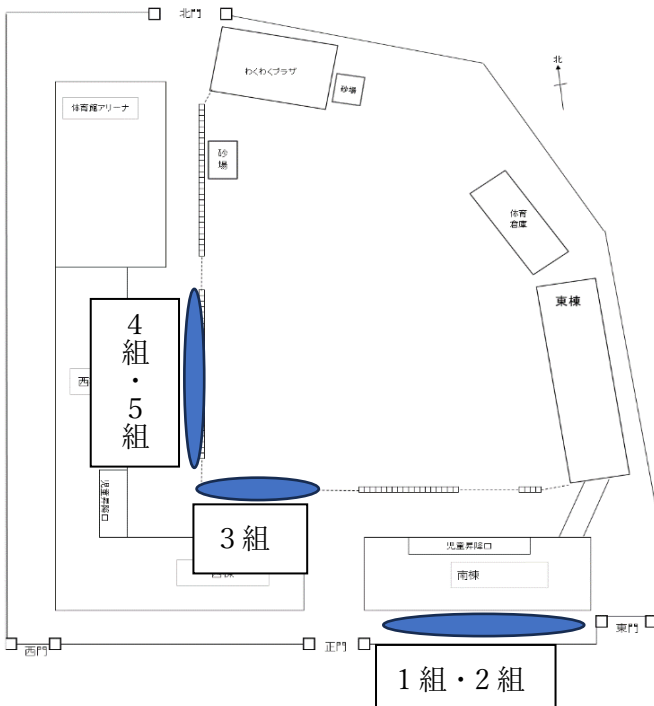 北門
わくわくプラザ
砂場
北
体育館アリーナ
砂場
体育
倉庫
東棟
4組・5組
西
児童昇降口
3組
児童昇降口
南棟
西門
正門
東門
1組・2組